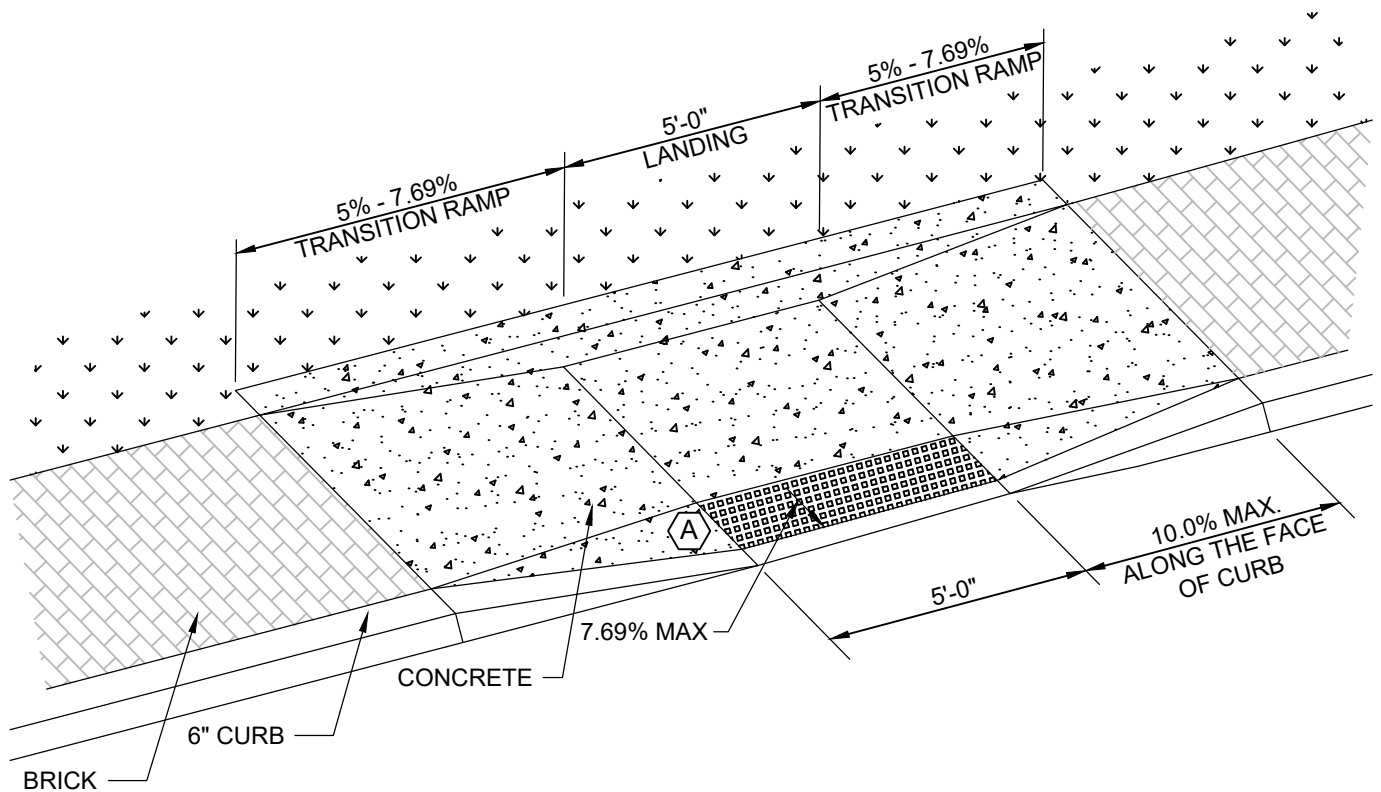 5% - 7.69%
TRANSITION RAMP
5'-0"
LANDING
5% - 7.69%
TRANSITION RAMP
A
10.0% MAX.
ALONG THE FACE
OF CURB
5'-0"
7.69% MAX
CONCRETE
6" CURB
BRICK